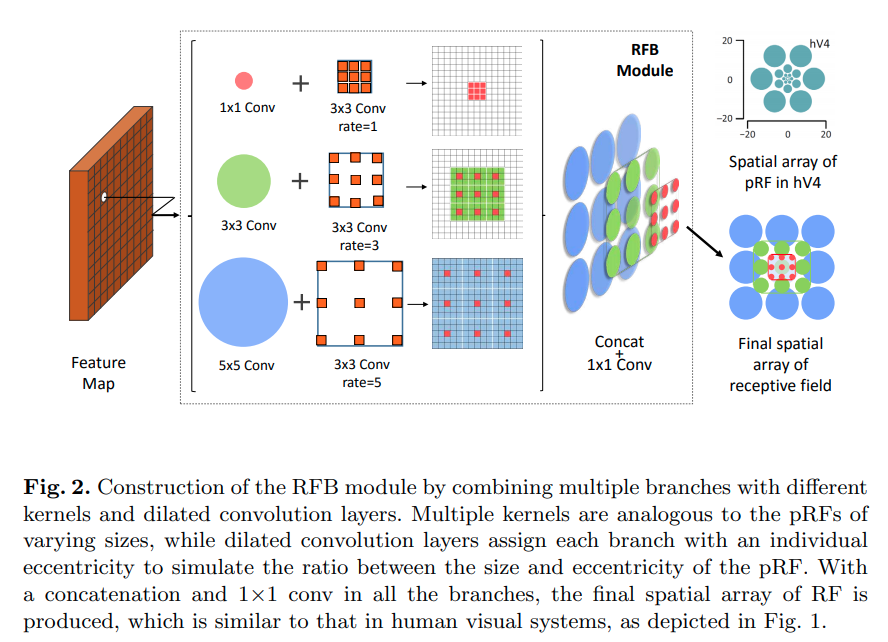 1x1 Conv
+
3x3 Conv
rate=1
3x3 Conv
+
3x3 Conv
rate=3
5x5 Conv
+
3x3 Conv
rate=5
Feature
Map
RFB
Module
Concat
+
1x1 Conv
20
0
−20
hV4
−20 0 20
Spatial array of
pRF in hV4
Final spatial
array of
receptive field
Fig. 2. Construction of the RFB module by combining multiple branches with different
kernels and dilated convolution layers. Multiple kernels are analogous to the pRFs of
varying sizes, while dilated convolution layers assign each branch with an individual
eccentricity to simulate the ratio between the size and eccentricity of the pRF. With
a concatenation and 1×1 conv in all the branches, the final spatial array of RF is
produced, which is similar to that in human visual systems, as depicted in Fig. 1.